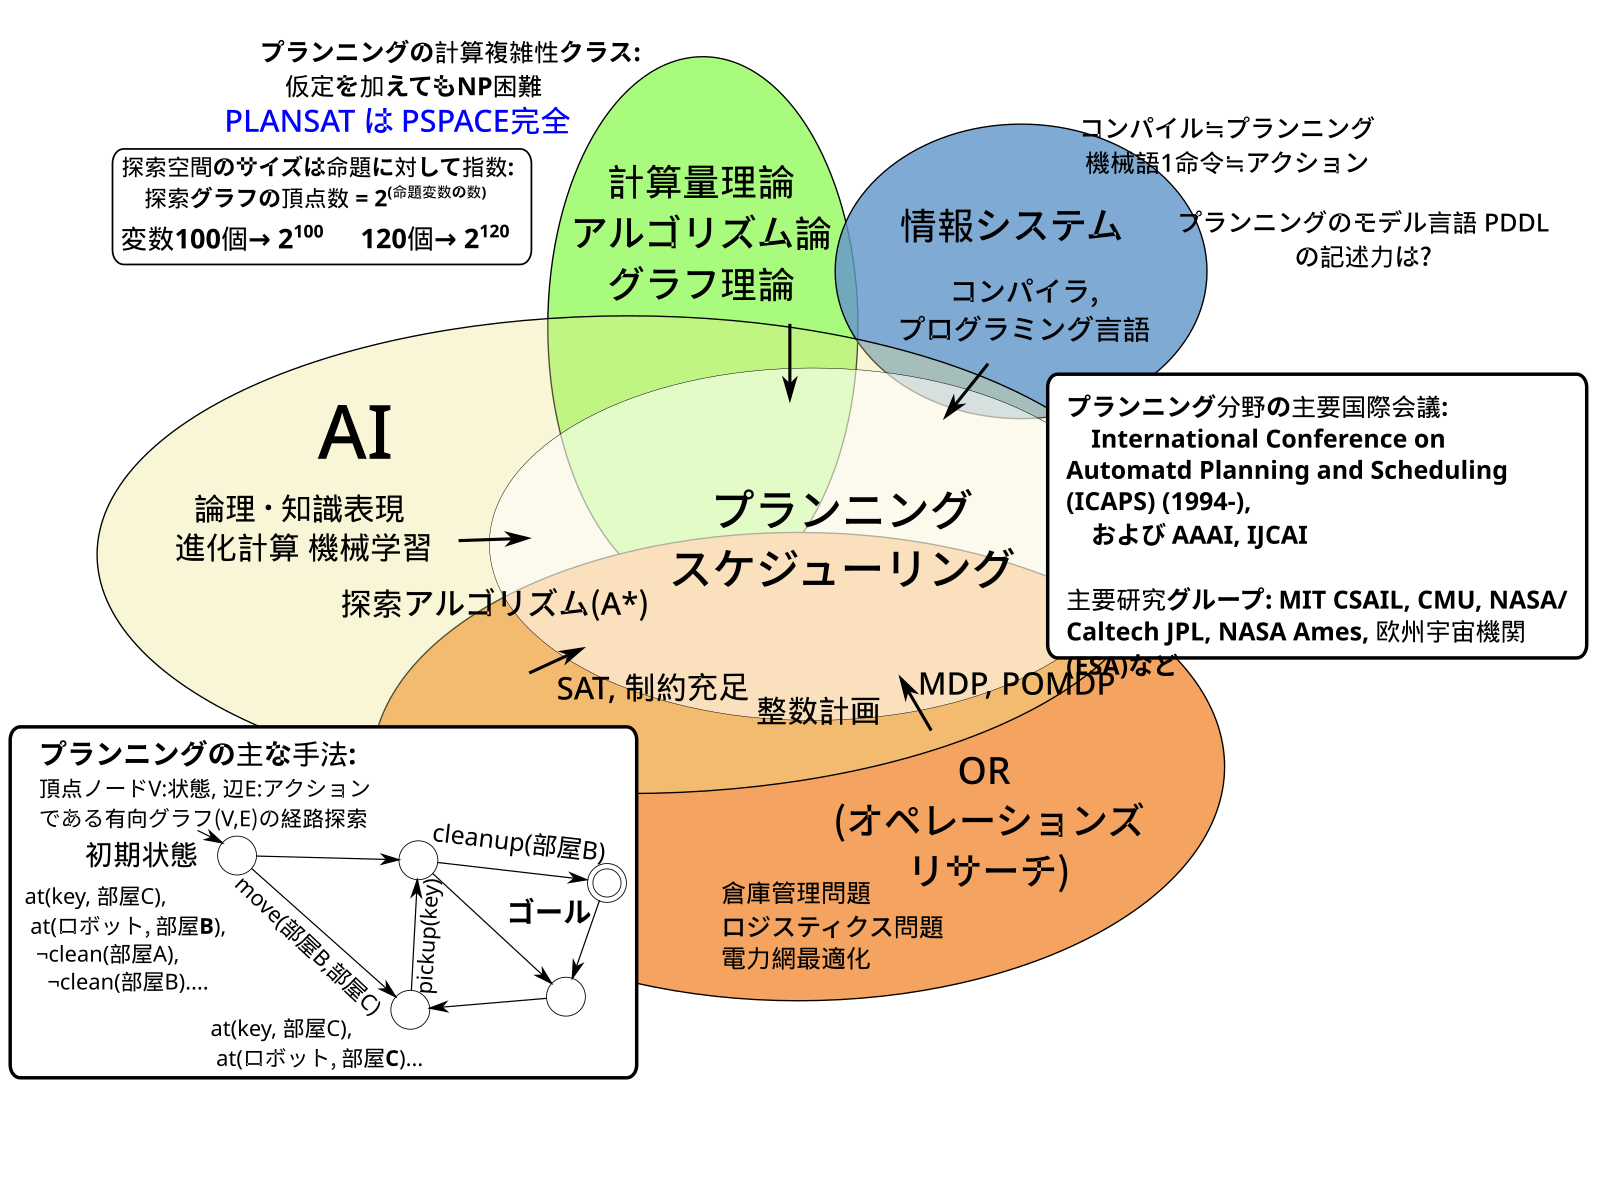 プランニングの計算複雑性クラス:
仮定を加えてもNP困難
PLANSAT は PSPACE完全
探索空間のサイズは命題に対して指数:
探索グラフの頂点数 = 2(命題変数の数)
変数100個→ 2100 120個→ 2120
計算量理論
アルゴリズム論
グラフ理論
コンパイル≒プランニング
機械語1命令≒アクション
情報システム
プランニングのモデル言語 PDDL
の記述力は?
コンパイラ,
プログラミング言語
AI
論理・知識表現
進化計算 機械学習
探索アルゴリズム(A*)
プランニング
スケジューリング
プランニング分野の主要国際会議:
International Conference on
Automatd Planning and Scheduling
(ICAPS) (1994-),
および AAAI, IJCAI
主要研究グループ: MIT CSAIL, CMU, NASA/
Caltech JPL, NASA Ames, 欧州宇宙機関
(ESA)など
SAT, 制約充足
整数計画
MDP, POMDP
OR
(オペレーションズ
リサーチ)
倉庫管理問題
ロジスティクス問題
電力網最適化
プランニングの主な手法:
頂点ノードV:状態, 辺E:アクション
である有向グラフ(V,E)の経路探索
初期状態
cleanup(部屋B)
ゴール
at(key, 部屋C),
at(ロボット, 部屋B),
¬clean(部屋A),
¬clean(部屋B)....
move(部屋B,部屋C)
pickup(key)
at(key, 部屋C),
at(ロボット, 部屋C)...